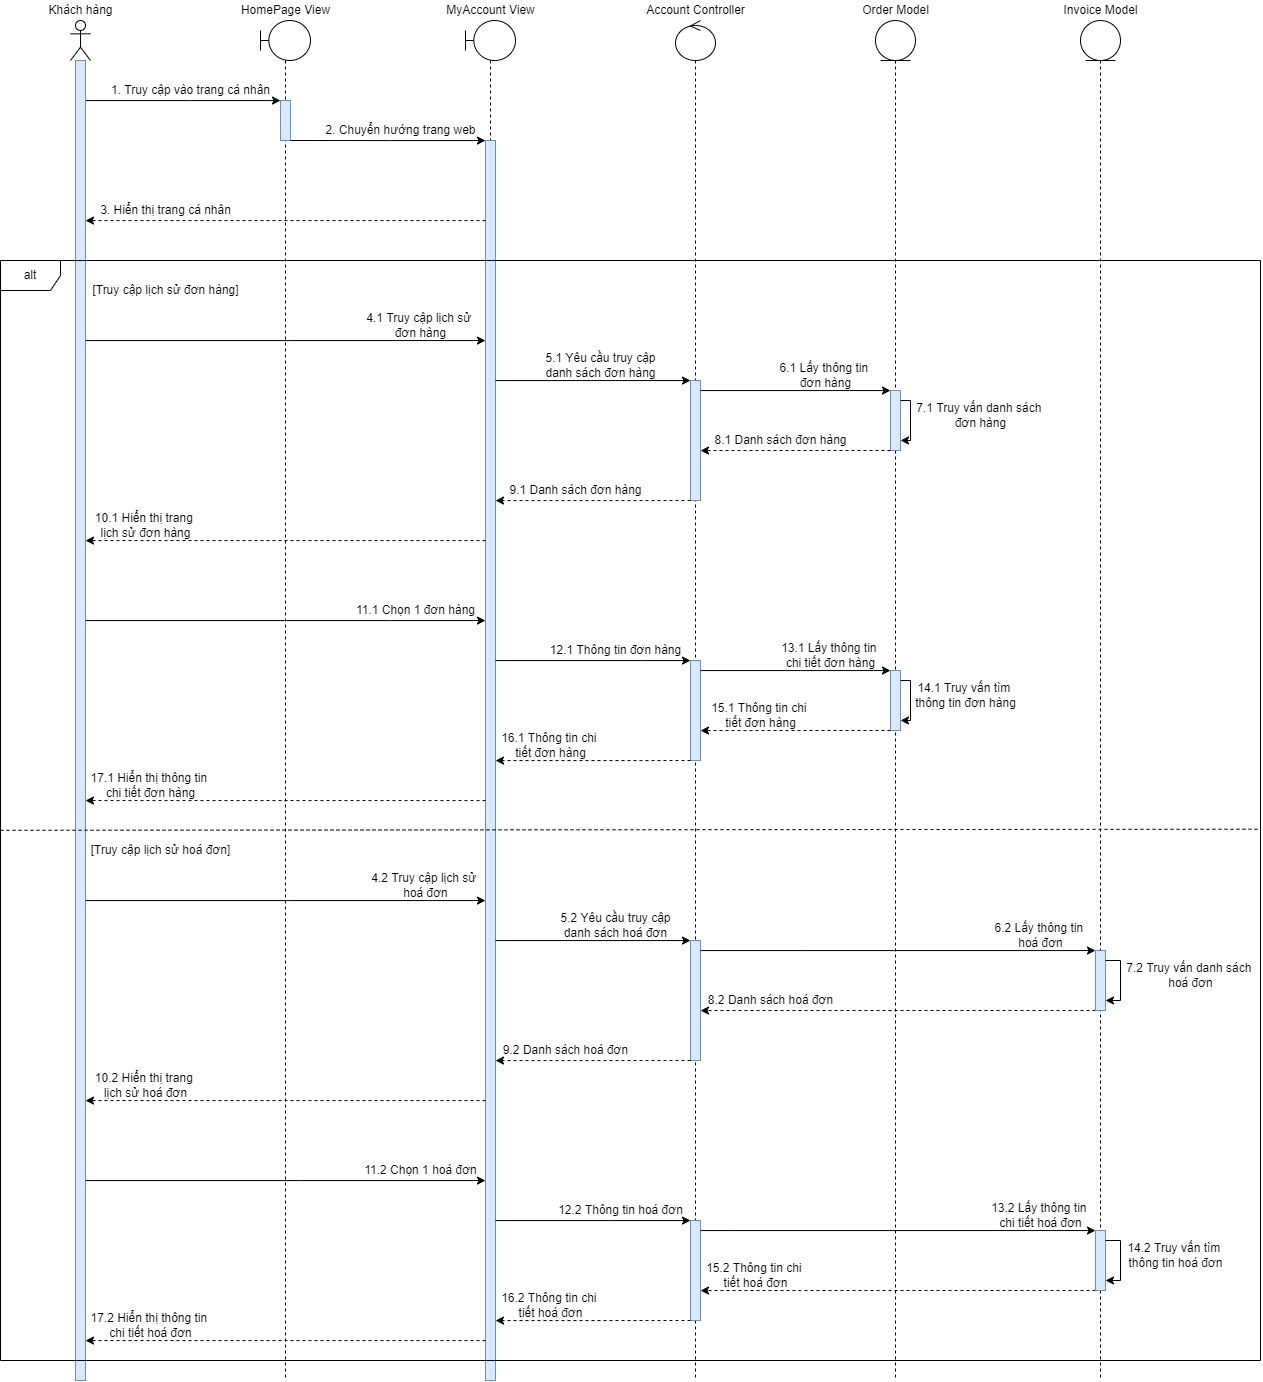 Khách hàng
HomePage View
MyAccount View
Account Controller
Order Model
Invoice Model
1. Truy cập vào trang cá nhân
2. Chuyển hướng trang web
3. Hiển thị trang cá nhân
alt
[Truy cập lịch sử đơn hàng]
4.1 Truy cập lịch sử
đơn hàng
5.1 Yêu cầu truy cập
danh sách đơn hàng
6.1 Lấy thông tin
đơn hàng
7.1 Truy vấn danh sách
đơn hàng
8.1 Danh sách đơn hàng
9.1 Danh sách đơn hàng
10.1 Hiển thị trang
lịch sử đơn hàng
11.1 Chọn 1 đơn hàng
12.1 Thông tin đơn hàng
13.1 Lấy thông tin
chi tiết đơn hàng
14.1 Truy vấn tìm
thông tin đơn hàng
15.1 Thông tin chi
tiết đơn hàng
16.1 Thông tin chi
tiết đơn hàng
17.1 Hiển thị thông tin
chi tiết đơn hàng
[Truy cập lịch sử hoá đơn]
4.2 Truy cập lịch sử
hoá đơn
5.2 Yêu cầu truy cập
danh sách hoá đơn
6.2 Lấy thông tin
hoá đơn
7.2 Truy vấn danh sách
hoá đơn
8.2 Danh sách hoá đơn
9.2 Danh sách hoá đơn
10.2 Hiển thị trang
lịch sử hoá đơn
11.2 Chọn 1 hoá đơn
12.2 Thông tin hoá đơn
13.2 Lấy thông tin
chi tiết hoá đơn
14.2 Truy vấn tìm
thông tin hoá đơn
15.2 Thông tin chi
tiết hoá đơn
16.2 Thông tin chi
tiết hoá đơn
17.2 Hiển thị thông tin
chi tiết hoá đơn